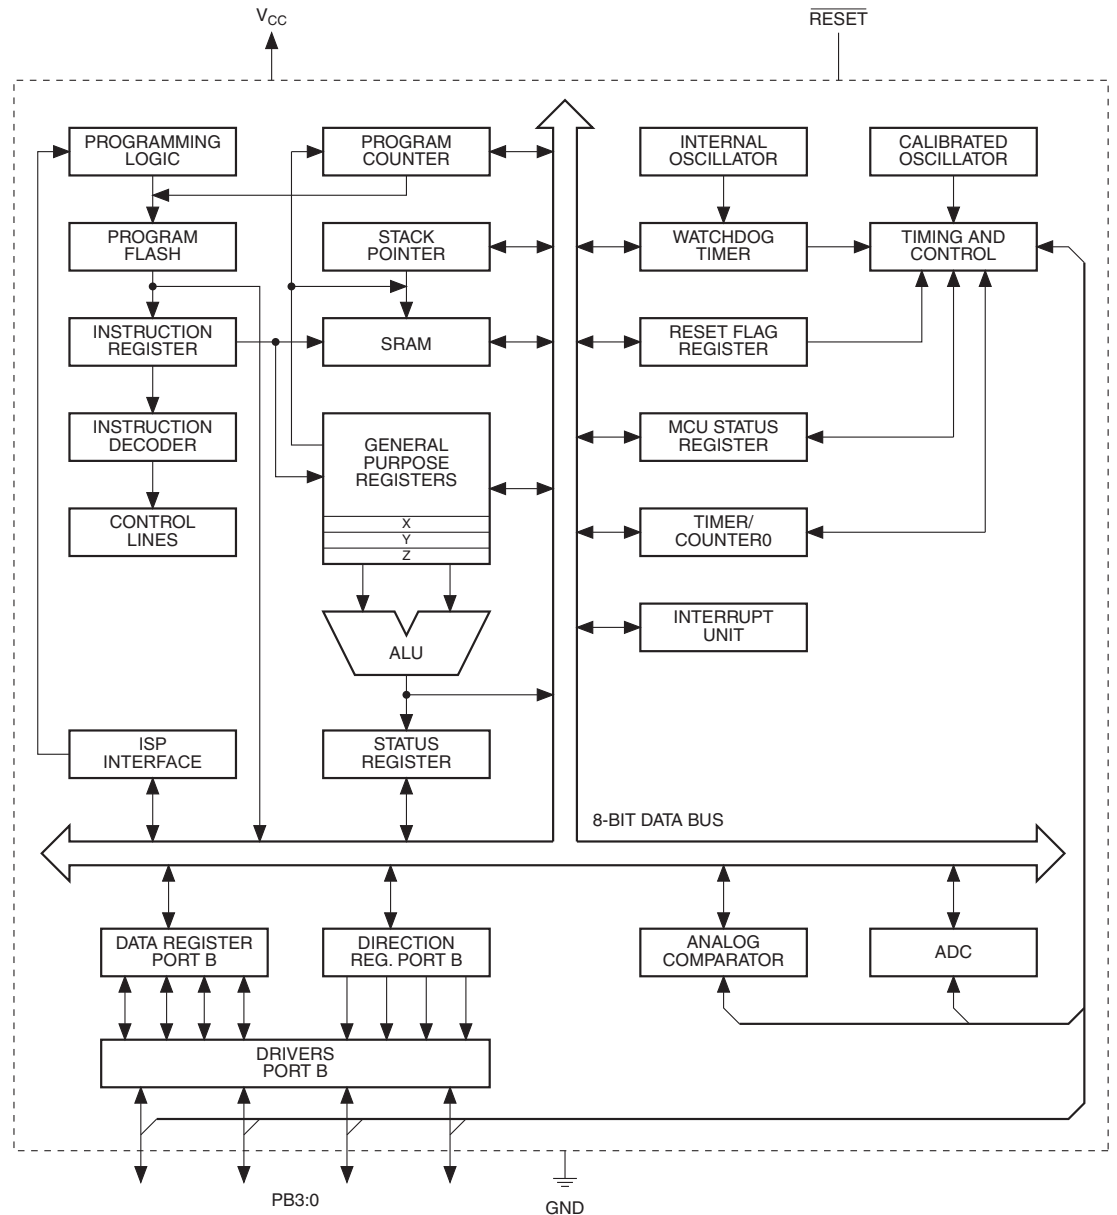 VCC
RESET
PROGRAMMING
LOGIC
PROGRAM
COUNTER
INTERNAL
OSCILLATOR
CALIBRATED
OSCILLATOR
PROGRAM
FLASH
STACK
POINTER
WATCHDOG
TIMER
TIMING AND
CONTROL
INSTRUCTION
REGISTER
SRAM
RESET FLAG
REGISTER
INSTRUCTION
DECODER
GENERAL
PURPOSE
REGISTERS
X
Y
Z
MCU STATUS
REGISTER
CONTROL
LINES
TIMER/
COUNTER0
ALU
INTERRUPT
UNIT
ISP
INTERFACE
STATUS
REGISTER
8-BIT DATA BUS
DATA REGISTER
PORT B
DIRECTION
REG. PORT B
ANALOG
COMPARATOR
ADC
DRIVERS
PORT B
PB3:0
GND